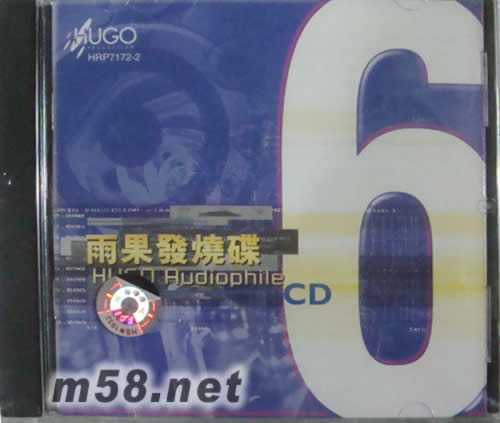 HUGO
HRP7172-2
6
雨果發燒碟
HUGO Audiophile
CD
m58.net